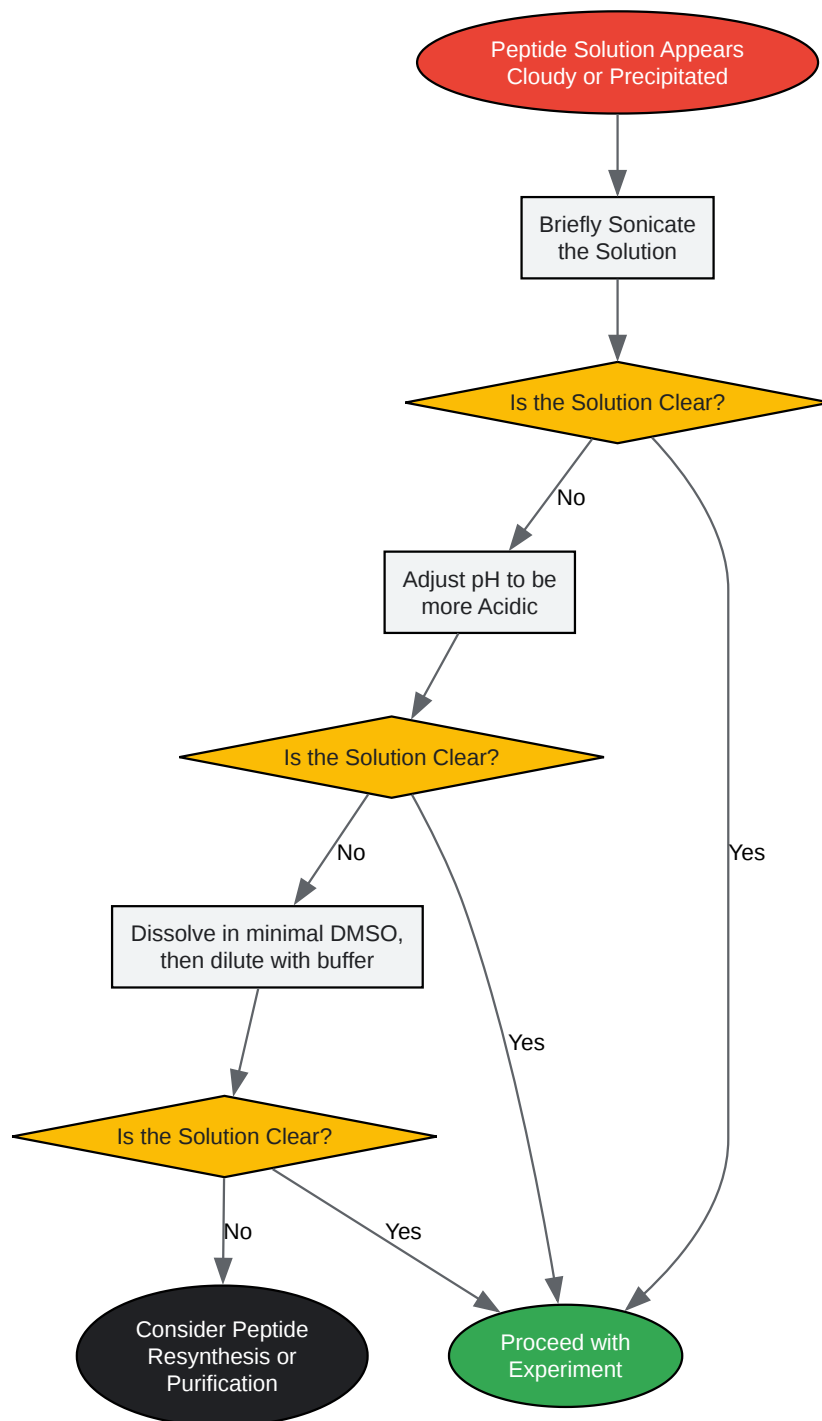 Peptide Solution Appears
Cloudy or Precipitated
Briefly Sonicate
the Solution
Is the Solution Clear?
No
Adjust pH to be
more Acidic
Is the Solution Clear?
No
Yes
Dissolve in minimal DMSO,
then dilute with buffer
Yes
Is the Solution Clear?
No
Yes
Consider Peptide
Resynthesis or
Purification
Proceed with
Experiment